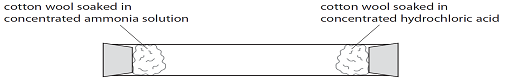 cotton wool soaked in
concentrated ammonia solution
cotton wool soaked in
concentrated hydrochloric acid